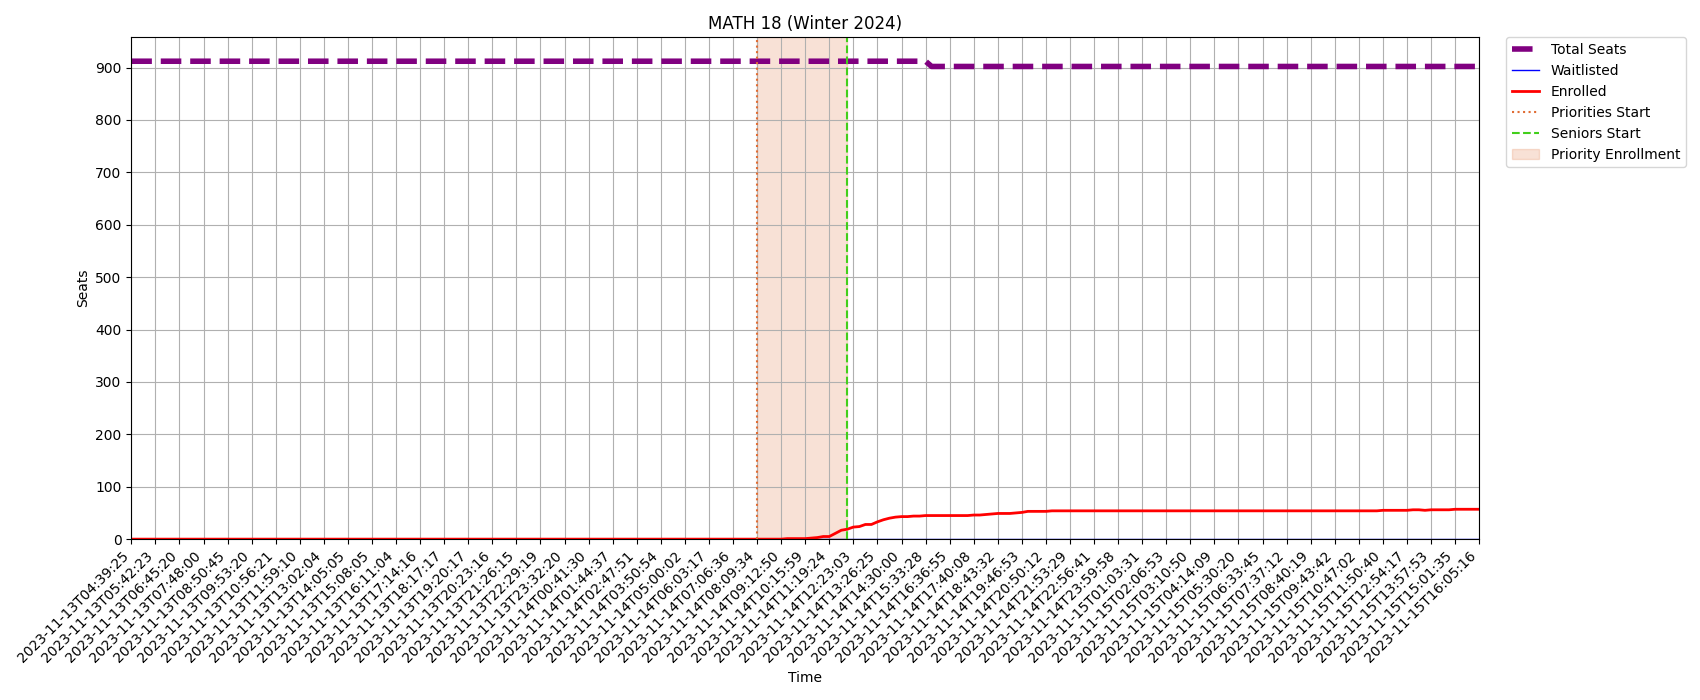 MATH 18 (Winter 2024)
Total Seats
Waitlisted
Enrolled
Priorities Start
Seniors Start
Priority Enrollment
Seats
900
800
700
600
500
400
300
200
100
0
2023-11-13T04:39:25
2023-11-13T05:42:23
2023-11-13T06:45:20
2023-11-13T07:48:00
2023-11-13T08:50:45
2023-11-13T09:53:20
2023-11-13T10:56:21
2023-11-13T11:59:10
2023-11-13T13:02:04
2023-11-13T14:05:05
2023-11-13T15:08:05
2023-11-13T16:11:04
2023-11-13T17:14:16
2023-11-13T18:17:17
2023-11-13T19:20:17
2023-11-13T20:23:16
2023-11-13T21:26:15
2023-11-13T22:29:19
2023-11-13T23:32:20
2023-11-14T00:41:30
2023-11-14T01:44:37
2023-11-14T02:47:51
2023-11-14T03:50:54
2023-11-14T05:00:02
2023-11-14T06:03:17
2023-11-14T07:06:36
2023-11-14T08:09:34
2023-11-14T09:12:50
2023-11-14T10:15:59
2023-11-14T11:19:24
2023-11-14T12:23:03
2023-11-14T13:26:25
2023-11-14T14:30:00
2023-11-14T15:33:28
2023-11-14T16:36:55
2023-11-14T17:40:08
2023-11-14T18:43:32
2023-11-14T19:46:53
2023-11-14T20:50:12
2023-11-14T21:53:29
2023-11-14T22:56:41
2023-11-14T23:59:58
2023-11-15T01:03:31
2023-11-15T02:06:53
2023-11-15T03:10:50
2023-11-15T04:14:09
2023-11-15T05:30:20
2023-11-15T06:33:45
2023-11-15T07:37:12
2023-11-15T08:40:19
2023-11-15T09:43:42
2023-11-15T10:47:02
2023-11-15T11:50:40
2023-11-15T12:54:17
2023-11-15T13:57:53
2023-11-15T15:01:35
2023-11-15T16:05:16
Time